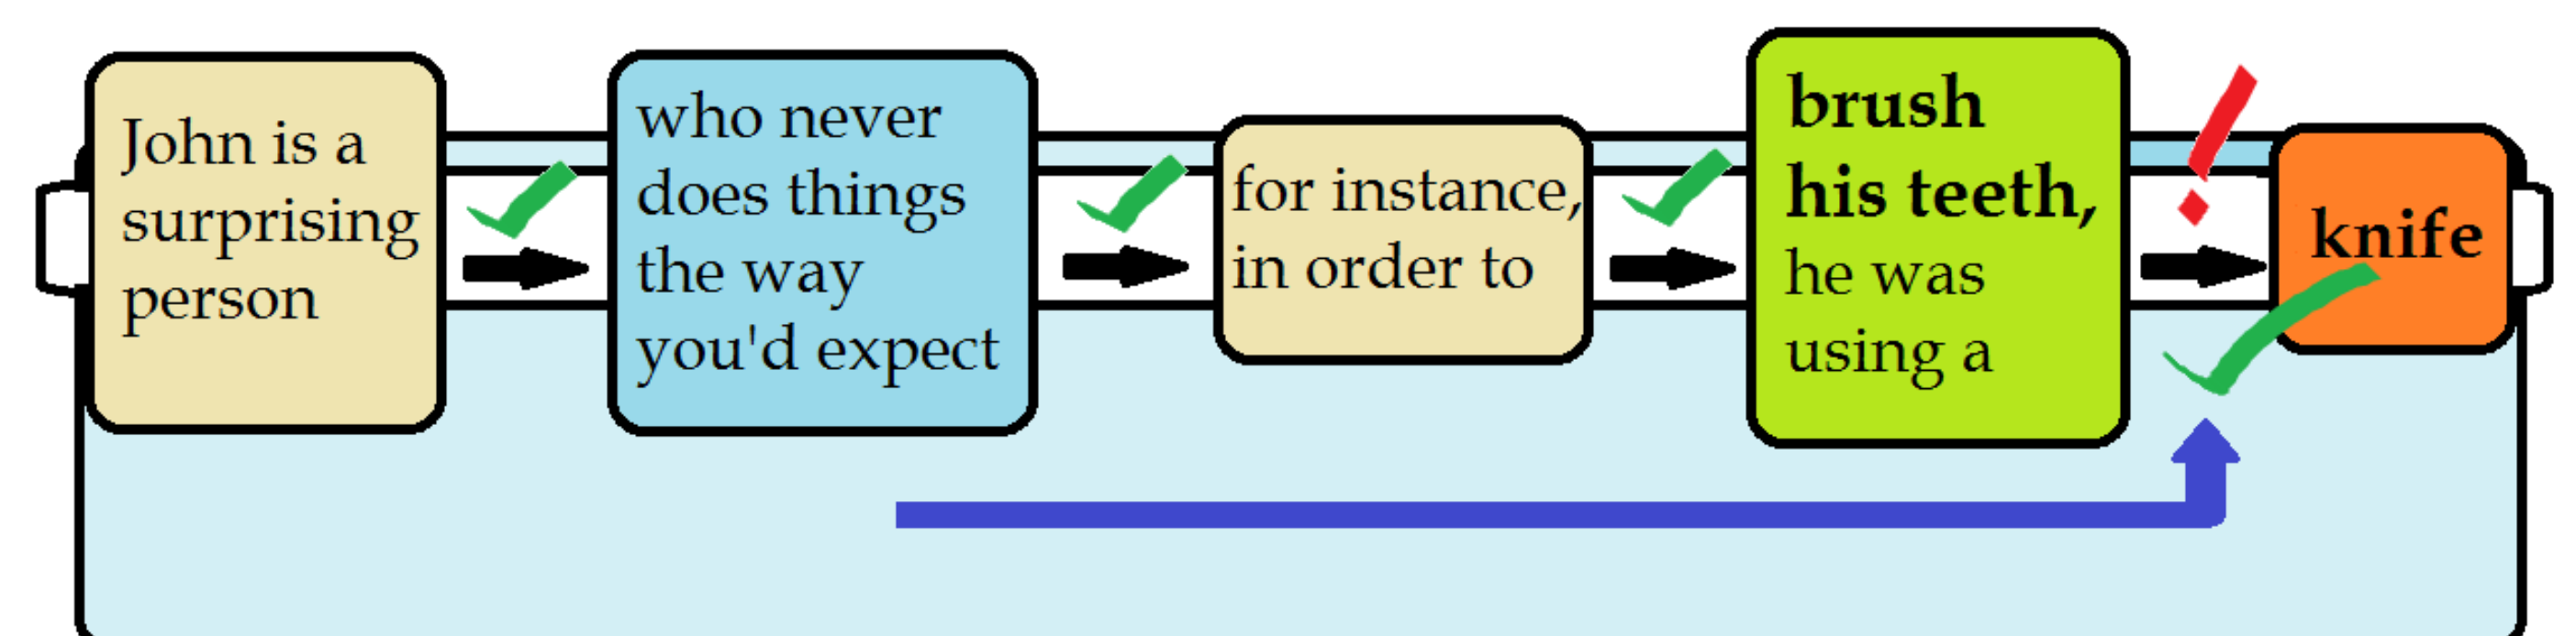 John is a
surprising
person
who never
does things
the way
you'd expect
for instance,
in order to
brush
his teeth,
he was
using a
knife